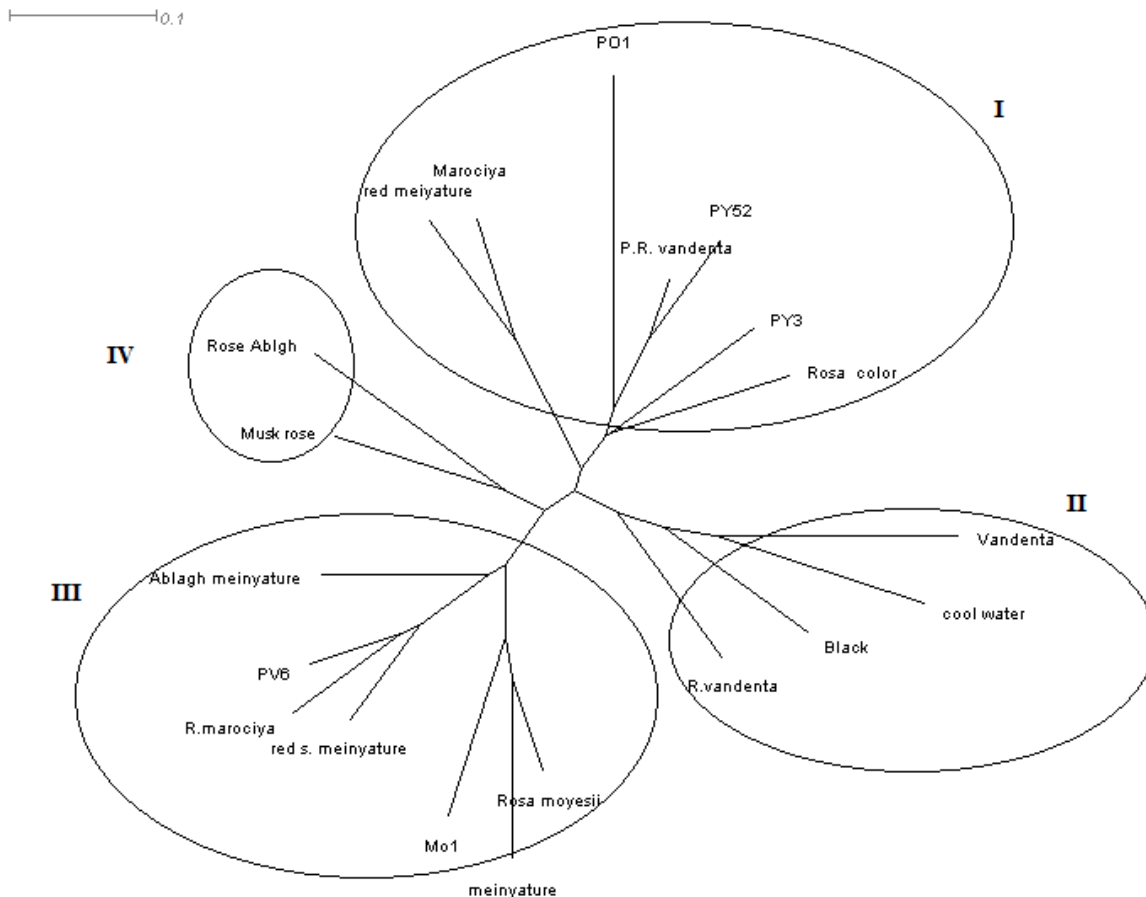 0.1
PO1
I
Marociya
red meiyature
PY52
P.R. vandenta
PY3
Rosa color
IV
Rose Ablgh
Musk rose
II
Vandenta
cool water
Black
R.vandenta
III
Ablagh meinyature
PV6
R.marociya
red s. meinyature
Rosa moyesii
Mo1
meinyature